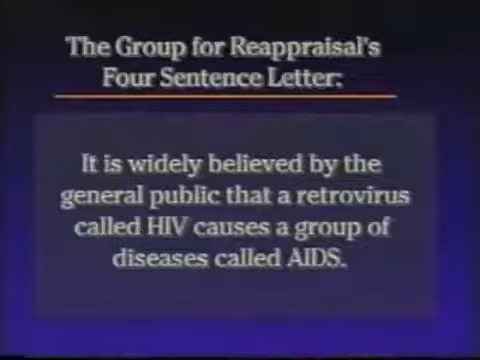 The Group for Reappraisal's
Four Sentence Letter:
It is widely believed by the
general public that a retrovirus
called HIV causes a group of
diseases called AIDS.